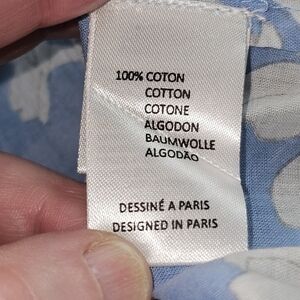 100% COTON
COTTON
COTONE
ALGODON
BAUMWOLLE
ALGODÃO
DESSINÉ A PARIS
DESIGNED IN PARIS